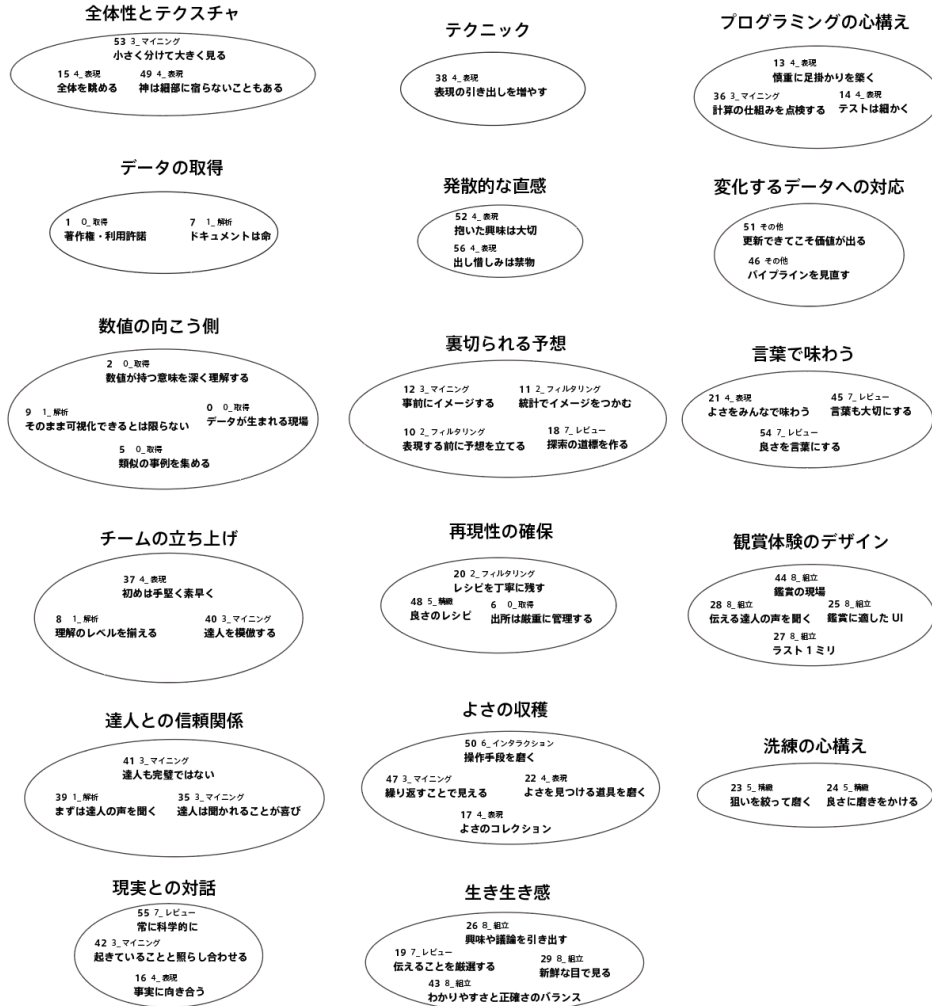 全体性とテクスチャ
53 3_マイニング
小さく分けて大きく見る
15 4_表現
全体を眺める
49 4_表現
神は細部に宿らないこともある
テクニック
38 4_表現
表現の引き出しを増やす
プログラミングの心構え
13 4_表現
慎重に足掛かりを築く
36 3_マイニング
計算の仕組みを点検する
14 4_表現
テストは細かく
データの取得
1 0_取得
著作権・利用許諾
7 1_解析
ドキュメントは命
発散的な直感
52 4_表現
抱いた興味は大切
56 4_表現
出し惜しみは禁物
変化するデータへの対応
51 その他
更新できてこそ価値が出る
46 その他
パイプラインを見直す
数値の向こう側
2 0_取得
数値が持つ意味を深く理解する
9 1_解析
そのまま可視化できるとは限らない
0 0_取得
データが生まれる現場
5 0_取得
類似の事例を集める
裏切られる予想
12 3_マイニング
事前にイメージする
11 2_フィルタリング
統計でイメージをつかむ
10 2_フィルタリング
表現する前に予想を立てる
18 7_レビュー
探索の道標を作る
言葉で味わう
21 4_表現
よさをみんなで味わう
45 7_レビュー
言葉も大切にする
54 7_レビュー
良さを言葉にする
チームの立ち上げ
37 4_表現
初めは手堅く素早く
8 1_解析
理解のレベルを揃える
40 3_マイニング
達人を模倣する
再現性の確保
20 2_フィルタリング
レシピを丁寧に残す
48 5_精緻
良さのレシピ
6 0_取得
出所は厳重に管理する
観賞体験のデザイン
44 8_組立
鑑賞の現場
28 8_組立
伝える達人の声を聞く
25 8_組立
鑑賞に適した UI
27 8_組立
ラスト 1 ミリ
達人との信頼関係
41 3_マイニング
達人も完璧ではない
39 1_解析
まずは達人の声を聞く
35 3_マイニング
達人は聞かれることが喜び
よさの収穫
50 6_インタラクション
操作手段を磨く
47 3_マイニング
繰り返すことで見える
22 4_表現
よさを見つける道具を磨く
17 4_表現
よさのコレクション
洗練の心構え
23 5_精緻
狙いを絞って磨く
24 5_精緻
良さに磨きをかける
現実との対話
55 7_レビュー
常に科学的に
42 3_マイニング
起きていることと照らし合わせる
16 4_表現
事実に向き合う
生き生き感
26 8_組立
興味や議論を引き出す
19 7_レビュー
伝えることを厳選する
29 8_組立
新鮮な目で見る
43 8_組立
わかりやすさと正確さのバランス